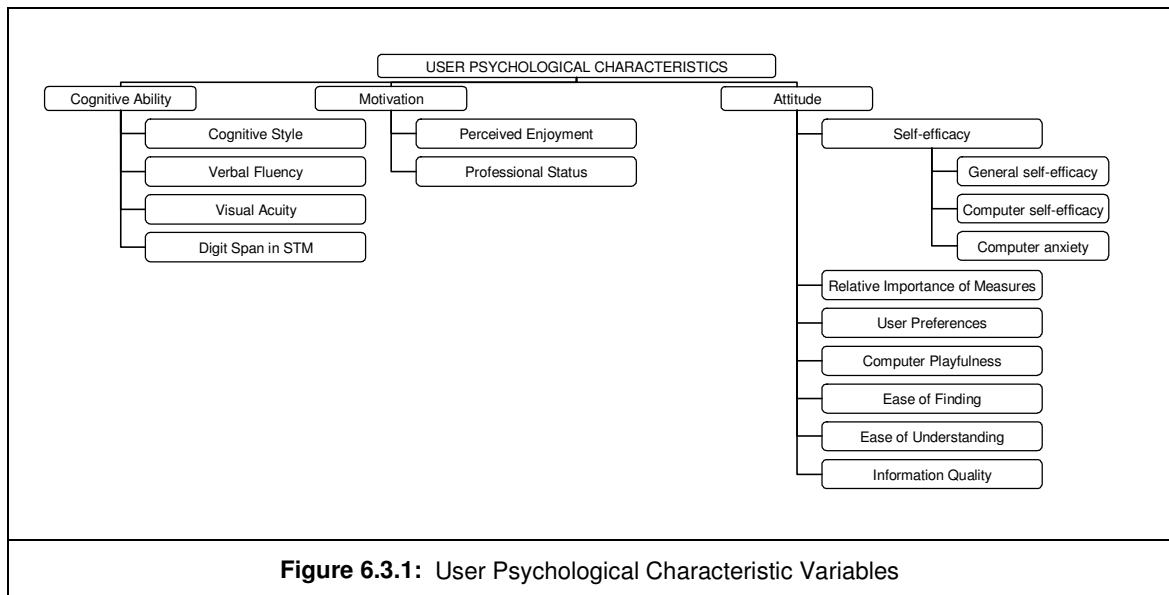 USER PSYCHOLOGICAL CHARACTERISTICS
Cognitive Ability
Cognitive Style
Verbal Fluency
Visual Acuity
Digit Span in STM
Motivation
Perceived Enjoyment
Professional Status
Attitude
Self-efficacy
General self-efficacy
Computer self-efficacy
Computer anxiety
Relative Importance of Measures
User Preferences
Computer Playfulness
Ease of Finding
Ease of Understanding
Information Quality
Figure 6.3.1: User Psychological Characteristic Variables